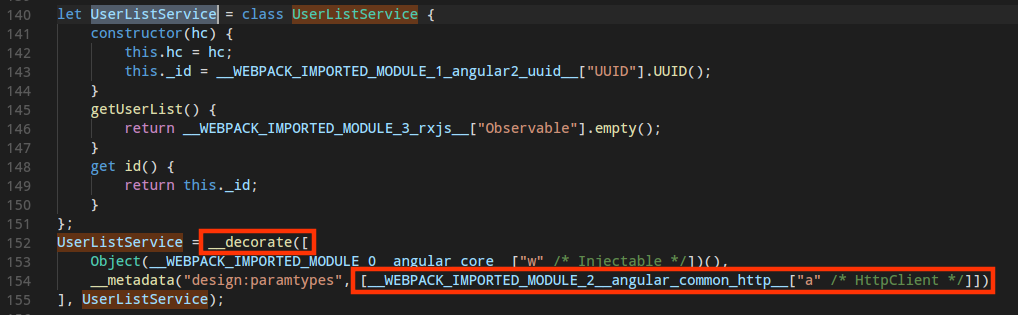 140 let UserListService = class UserListService {
141 constructor(hc) {
142 this.hc = hc;
143 this._id = __WEBPACK_IMPORTED_MODULE_1_angular2_uuid__["UUID"].UUID();
144 }
145 getUserList() {
146 return __WEBPACK_IMPORTED_MODULE_3_rxjs__["Observable"].empty();
147 }
148 get id() {
149 return this._id;
150 }
151 };
152 UserListService = __decorate([
153 Object(__WEBPACK_IMPORTED_MODULE_0__angular_core__["w" /* Injectable */])(),
154 __metadata("design:paramtypes", [__WEBPACK_IMPORTED_MODULE_2__angular_common_http__["a" /* HttpClient */]])
155 ], UserListService);